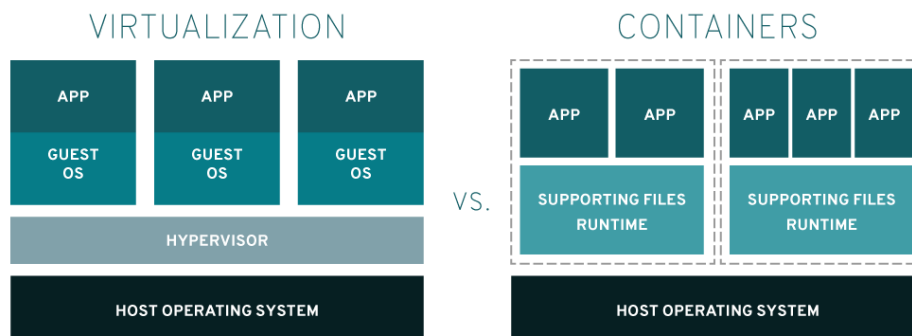 VIRTUALIZATION
CONTAINERS
APP
APP
APP
GUEST
OS
GUEST
OS
GUEST
OS
HYPERVISOR
HOST OPERATING SYSTEM
VS.
APP
APP
APP
APP
APP
SUPPORTING FILES
RUNTIME
SUPPORTING FILES
RUNTIME
HOST OPERATING SYSTEM